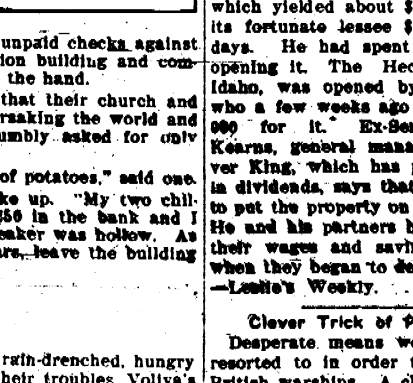 unpaid checks against
ion building and com-
the hand.
that their church and
rsaking the world and
umbly asked for only
of potatoes," said one.
ke up. "My two chil-
$50 in the bank and I
eaker was hollow. As
rs, leave the building
rain-drenched, hungry
heir troubles Voliva's
which yielded about $
its fortunate lessee $
days. He had spent
opening it. The Hec
Idaho, was opened by
who a few weeks ago
000 for it. Ex-Sen
Kearns, general mana
ver King, which has p
in dividends, says that
to put the property on
He and his partners h
their wages and savi
when they began to de
—Leslie's Weekly.
Clever Trick of
Desperate means we
resorted to in order t
British warships. A